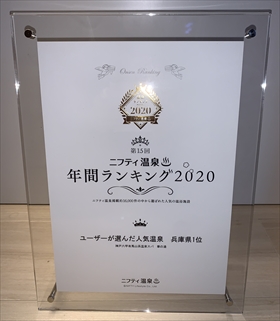 Onsen Ranking
2020
第15回
ニフティ温泉
年間ランキング2020
ユーザーが選んだ人気温泉 兵庫県1位
ニフティ温泉